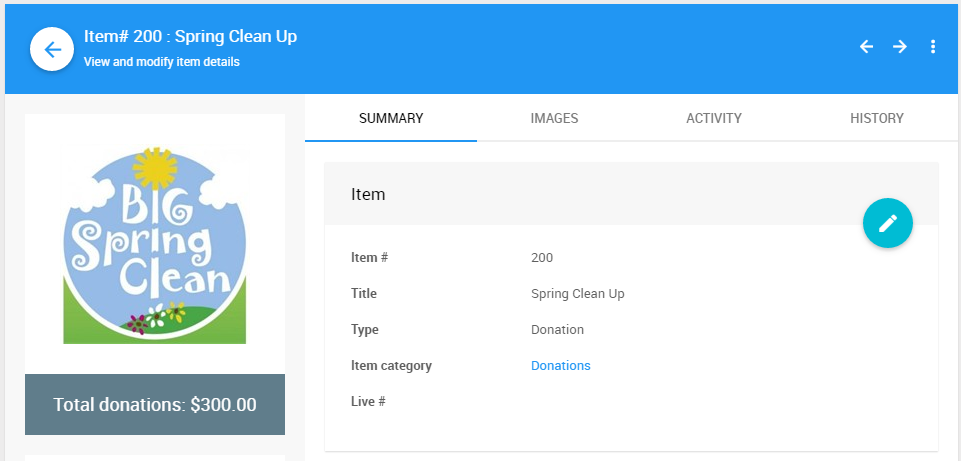 Item# 200 : Spring Clean Up
View and modify item details
BIG
Spring
Clean
Total donations: $300.00
SUMMARY IMAGES ACTIVITY HISTORY
Item
Item # 200
Title Spring Clean Up
Type Donation
Item category Donations
Live #